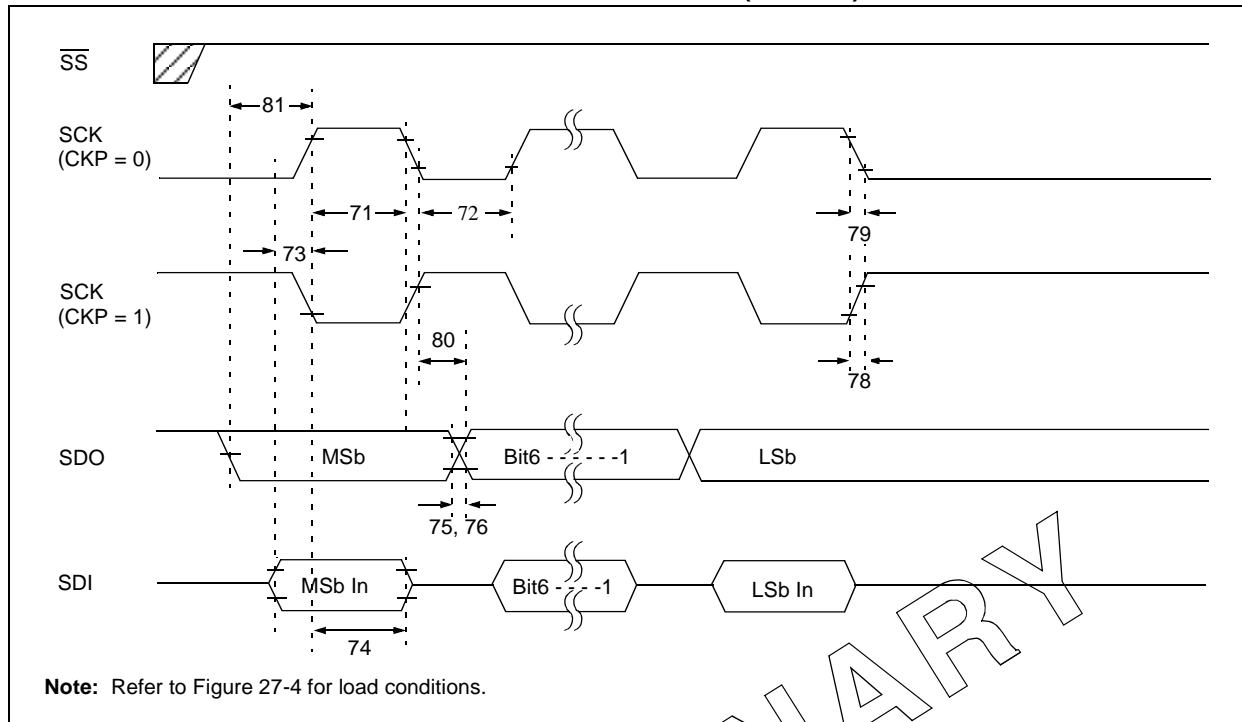 SS
81
SCK
(CKP = 0)
71
72
73
79
SCK
(CKP = 1)
80
78
SDO
MSb
Bit6 - - - - - -1
LSb
75, 76
SDI
MSb In
Bit6 - - - -1
LSb In
74
Note: Refer to Figure 27-4 for load conditions.
NARY